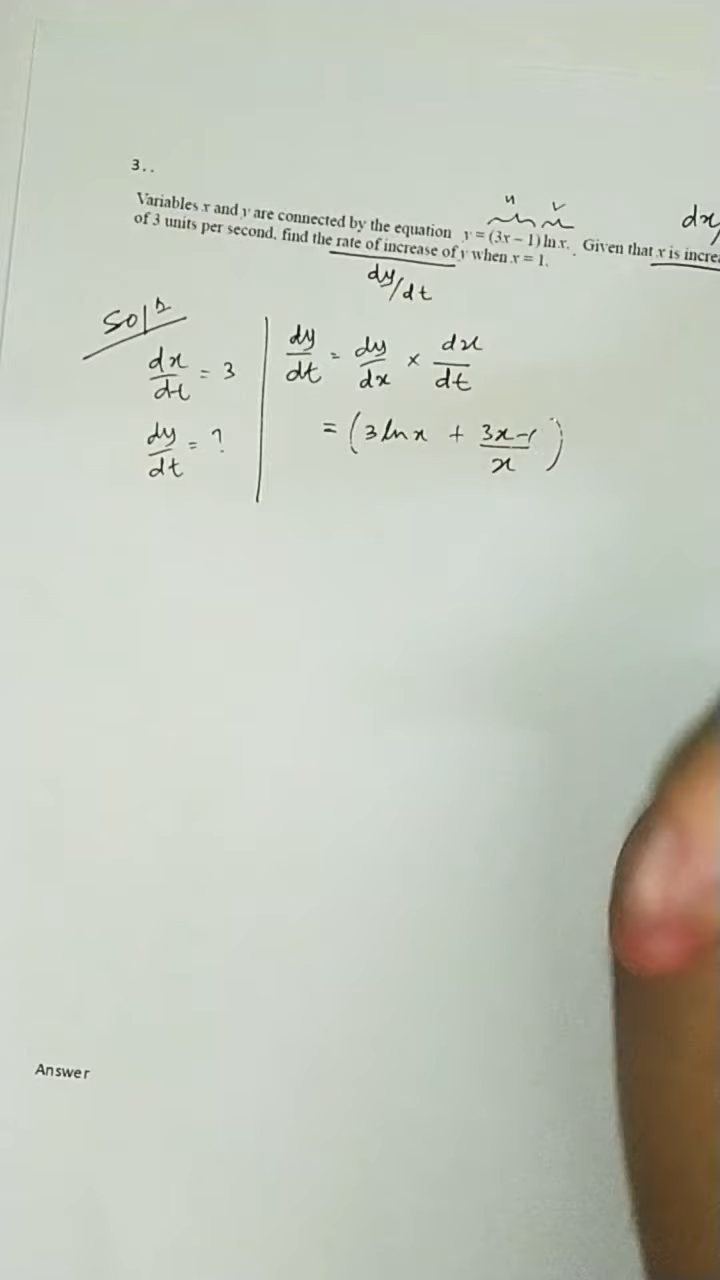 3..
u v dx/
Variables x and y are connected by the equation y = (3x – 1) ln x. Given that x is increa
of 3 units per second, find the rate of increase of y when x = 1.
dy/dt
Solⁿ
dx/dt = 3
dy/dt = ?
dy/dt = dy/dx × dx/dt
= (3 ln x + 3x-1/x)
Answer